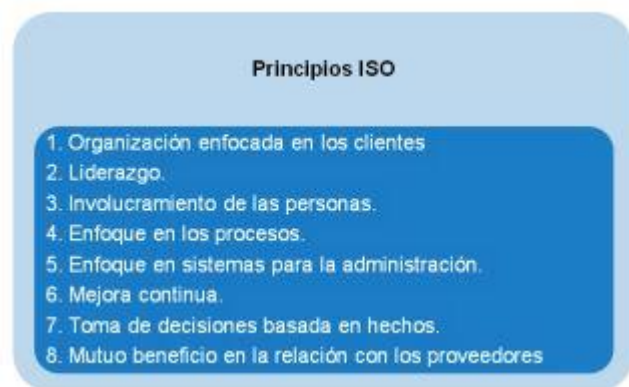 Principios ISO
1. Organización enfocada en los clientes
2. Liderazgo.
3. Involucramiento de las personas.
4. Enfoque en los procesos.
5. Enfoque en sistemas para la administración.
6. Mejora continua.
7. Toma de decisiones basada en hechos.
8. Mutuo beneficio en la relación con los proveedores